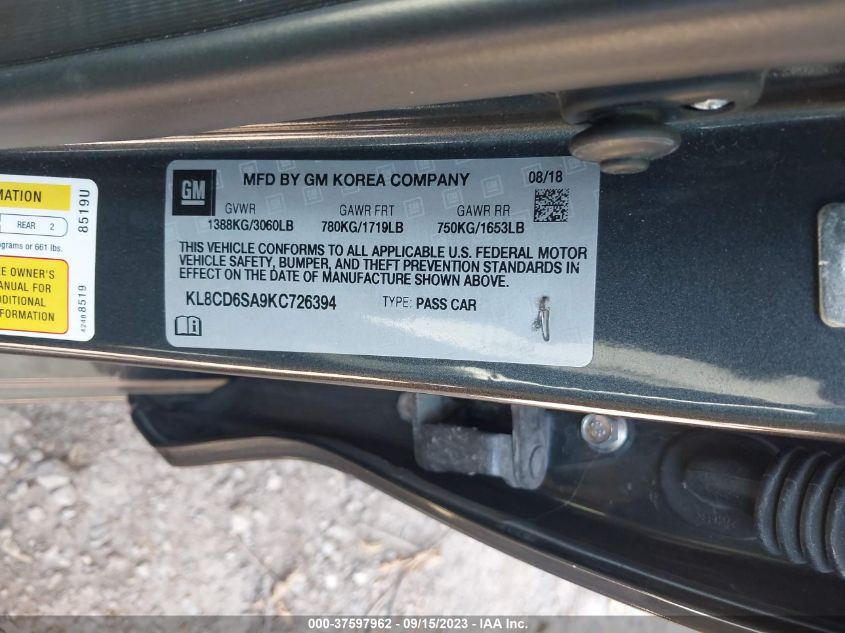 MATION
REAR 2
ograms or 661 lbs.
E OWNER'S
ANUAL FOR
DDITIONAL
FORMATION
8519U
42488519
GM
MFD BY GM KOREA COMPANY 08/18
GVWR GAWR FRT GAWR RR
1388KG/3060LB 780KG/1719LB 750KG/1653LB
THIS VEHICLE CONFORMS TO ALL APPLICABLE U.S. FEDERAL MOTOR
VEHICLE SAFETY, BUMPER, AND THEFT PREVENTION STANDARDS IN
EFFECT ON THE DATE OF MANUFACTURE SHOWN ABOVE.
KL8CD6SA9KC726394 TYPE: PASS CAR
000-37597962 - 09/15/2023 - IAA Inc.